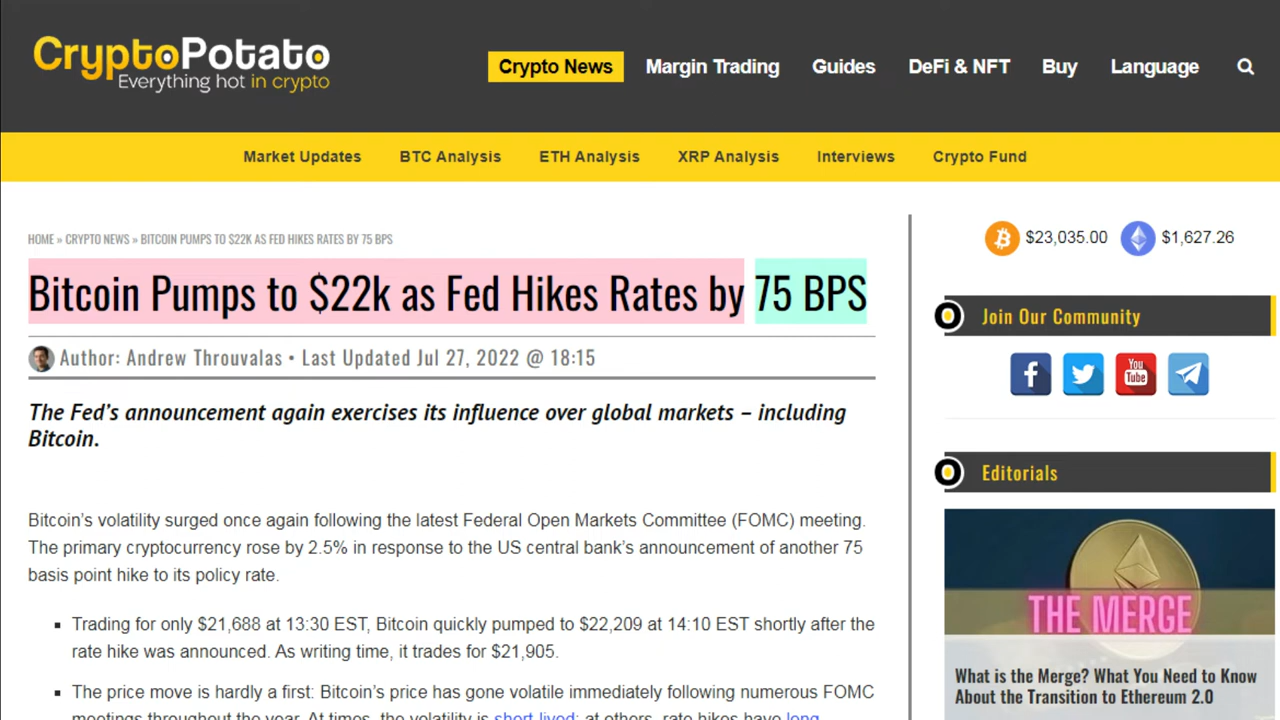 CryptoPotato
Everything hot in crypto
Crypto News Margin Trading Guides DeFi & NFT Buy Language
Market Updates BTC Analysis ETH Analysis XRP Analysis Interviews Crypto Fund
HOME » CRYPTO NEWS » BITCOIN PUMPS TO $22K AS FED HIKES RATES BY 75 BPS
Bitcoin Pumps to $22k as Fed Hikes Rates by 75 BPS
Author: Andrew Throuvalas • Last Updated Jul 27, 2022 @ 18:15
The Fed's announcement again exercises its influence over global markets – including
Bitcoin.
Bitcoin's volatility surged once again following the latest Federal Open Markets Committee (FOMC) meeting.
The primary cryptocurrency rose by 2.5% in response to the US central bank's announcement of another 75
basis point hike to its policy rate.
▪ Trading for only $21,688 at 13:30 EST, Bitcoin quickly pumped to $22,209 at 14:10 EST shortly after the
rate hike was announced. As writing time, it trades for $21,905.
▪ The price move is hardly a first: Bitcoin's price has gone volatile immediately following numerous FOMC
meetings throughout the year. At times, the volatility is short-lived; at others, rate hikes have long
$23,035.00 $1,627.26
Join Our Community
You
Tube
Editorials
THE MERGE
What is the Merge? What You Need to Know
About the Transition to Ethereum 2.0